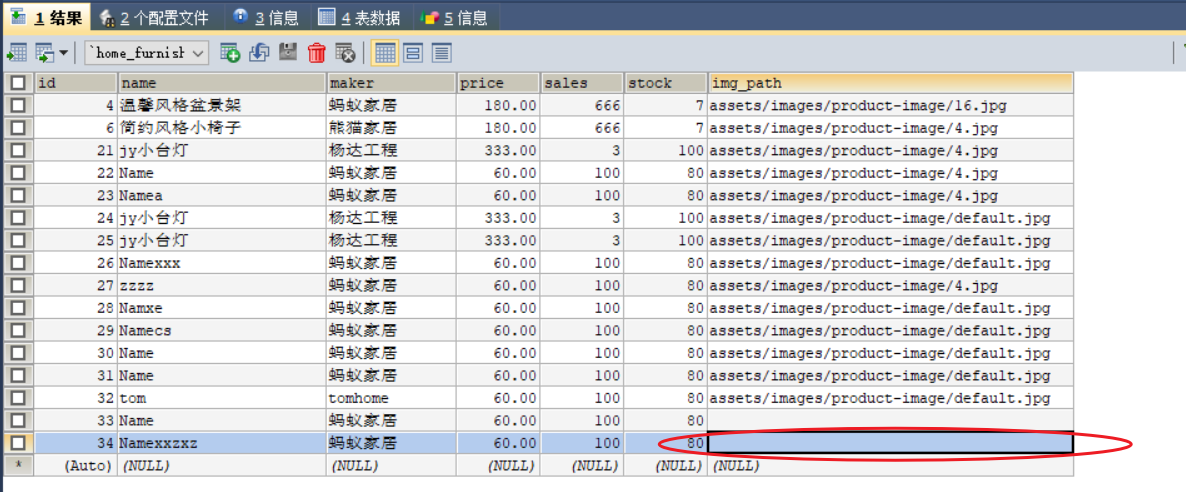 1 结果 2 个配置文件 3 信息 4 表数据 5 信息
`home_furnish
id name maker price sales stock img_path
4 温馨风格盆景架 蚂蚁家居 180.00 666 7 assets/images/product-image/16.jpg
6 简约风格小椅子 熊猫家居 180.00 666 7 assets/images/product-image/4.jpg
21 jy小台灯 杨达工程 333.00 3 100 assets/images/product-image/4.jpg
22 Name 蚂蚁家居 60.00 100 80 assets/images/product-image/4.jpg
23 Namea 蚂蚁家居 60.00 100 80 assets/images/product-image/4.jpg
24 jy小台灯 杨达工程 333.00 3 100 assets/images/product-image/default.jpg
25 jy小台灯 杨达工程 333.00 3 100 assets/images/product-image/default.jpg
26 Namexxx 蚂蚁家居 60.00 100 80 assets/images/product-image/default.jpg
27 zzzz 蚂蚁家居 60.00 100 80 assets/images/product-image/4.jpg
28 Namxe 蚂蚁家居 60.00 100 80 assets/images/product-image/default.jpg
29 Namecs 蚂蚁家居 60.00 100 80 assets/images/product-image/default.jpg
30 Name 蚂蚁家居 60.00 100 80 assets/images/product-image/default.jpg
31 Name 蚂蚁家居 60.00 100 80 assets/images/product-image/default.jpg
32 tom tomhome 60.00 100 80 assets/images/product-image/default.jpg
33 Name 蚂蚁家居 60.00 100 80
34 Namexxzxz 蚂蚁家居 60.00 100 80
* (Auto) (NULL) (NULL) (NULL) (NULL) (NULL) (NULL)